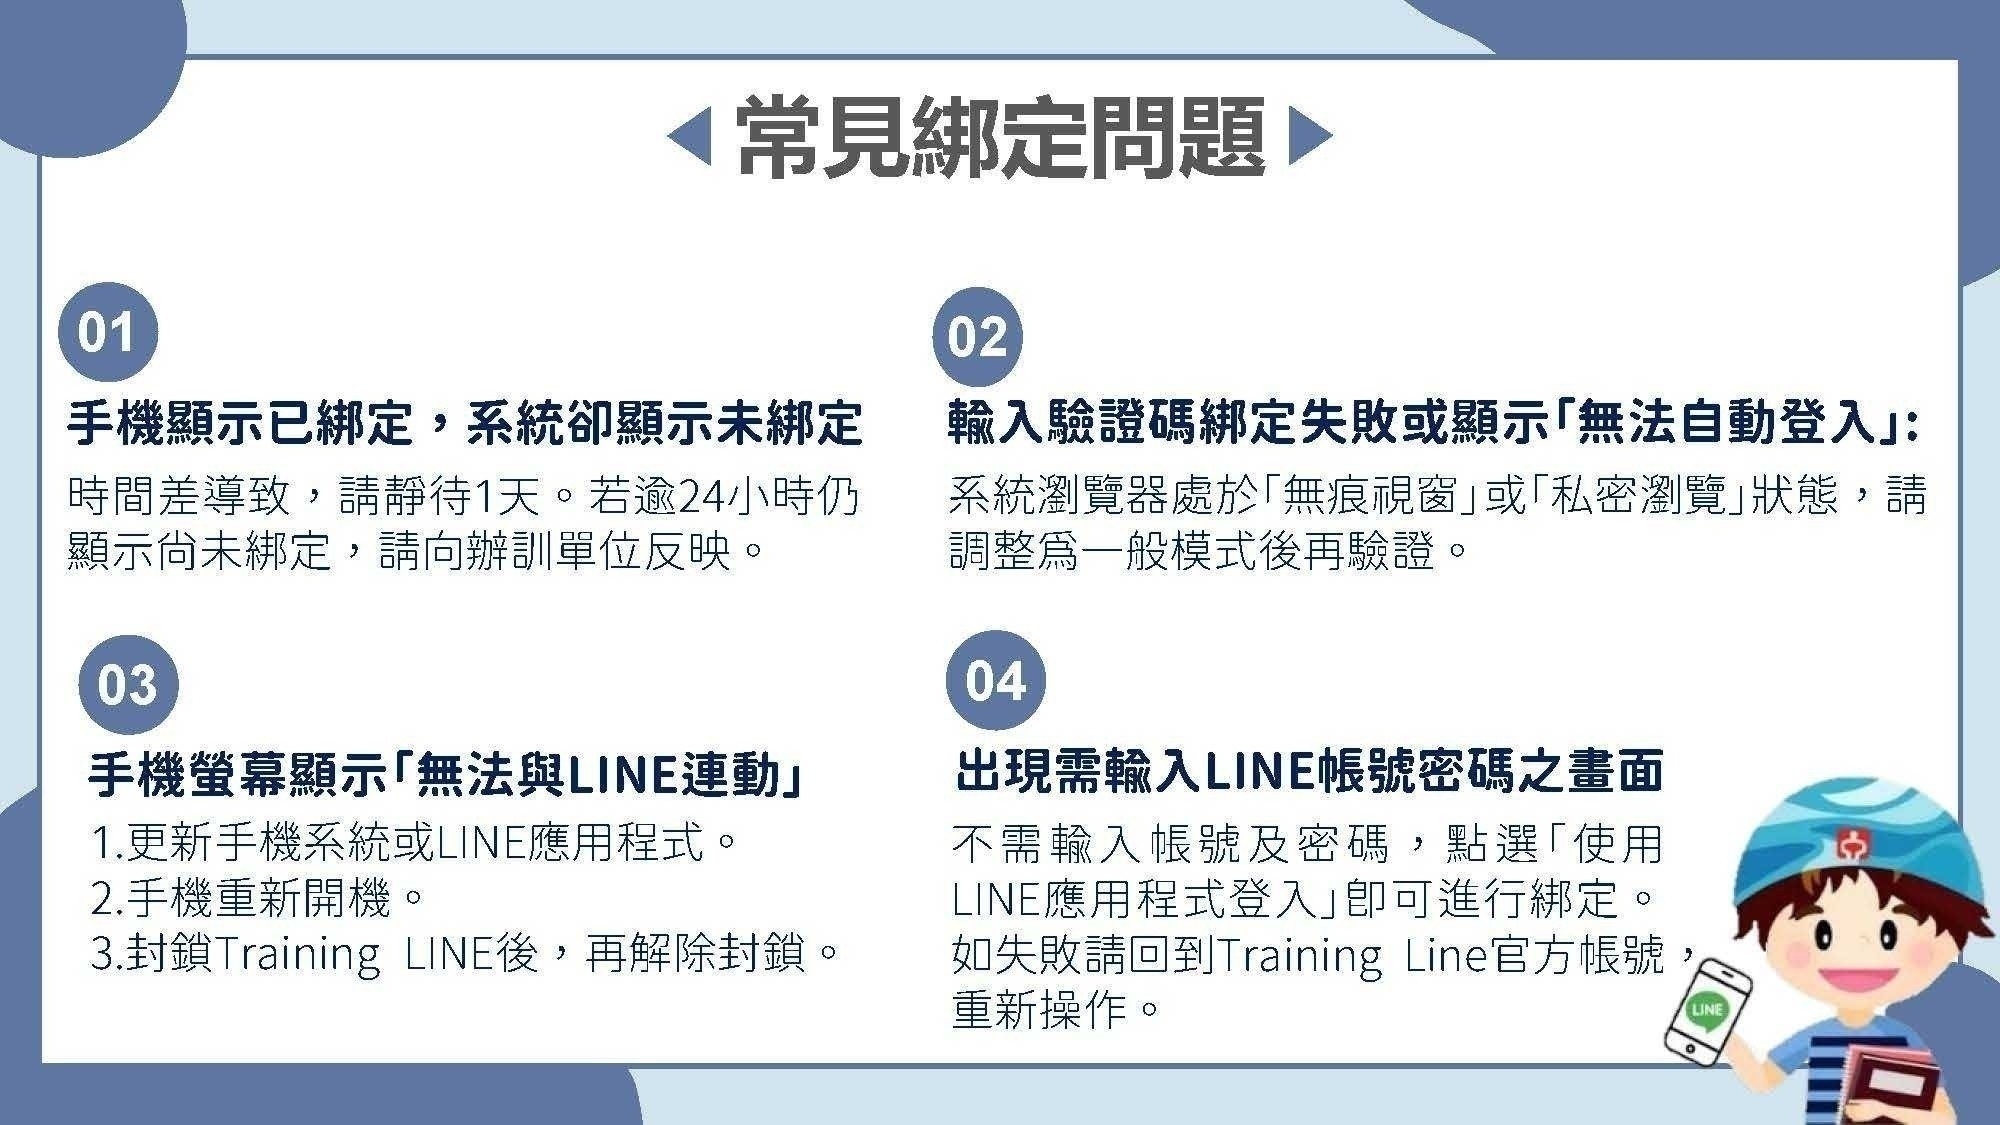 常見綁定問題
01
手機顯示已綁定，系統卻顯示未綁定
時間差導致，請靜待1天。若逾24小時仍
顯示尚未綁定，請向辦訓單位反映。
02
輸入驗證碼綁定失敗或顯示「無法自動登入」:
系統瀏覽器處於「無痕視窗」或「私密瀏覽」狀態，請
調整為一般模式後再驗證。
03
手機螢幕顯示「無法與LINE連動」
1.更新手機系統或LINE應用程式。
2.手機重新開機。
3.封鎖Training LINE後，再解除封鎖。
04
出現需輸入LINE帳號密碼之畫面
不需輸入帳號及密碼，點選「使用
LINE應用程式登入」即可進行綁定。
如失敗請回到Training Line官方帳號，
重新操作。
LINE